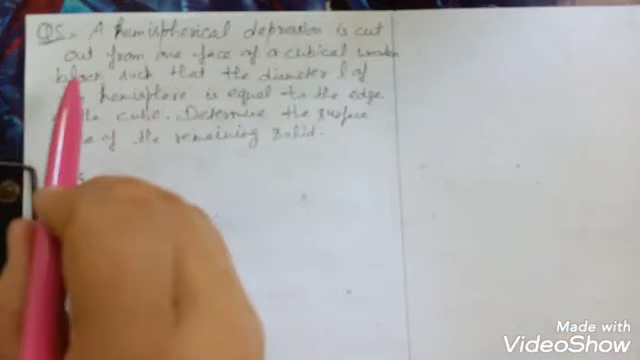 Q5. A hemispherical depression is cut
out from one face of a cubical wooden
block such that the diameter l of
hemisphere is equal to the edge
cube. Determine the surface
of the remaining solid.
Made with
VideoShow